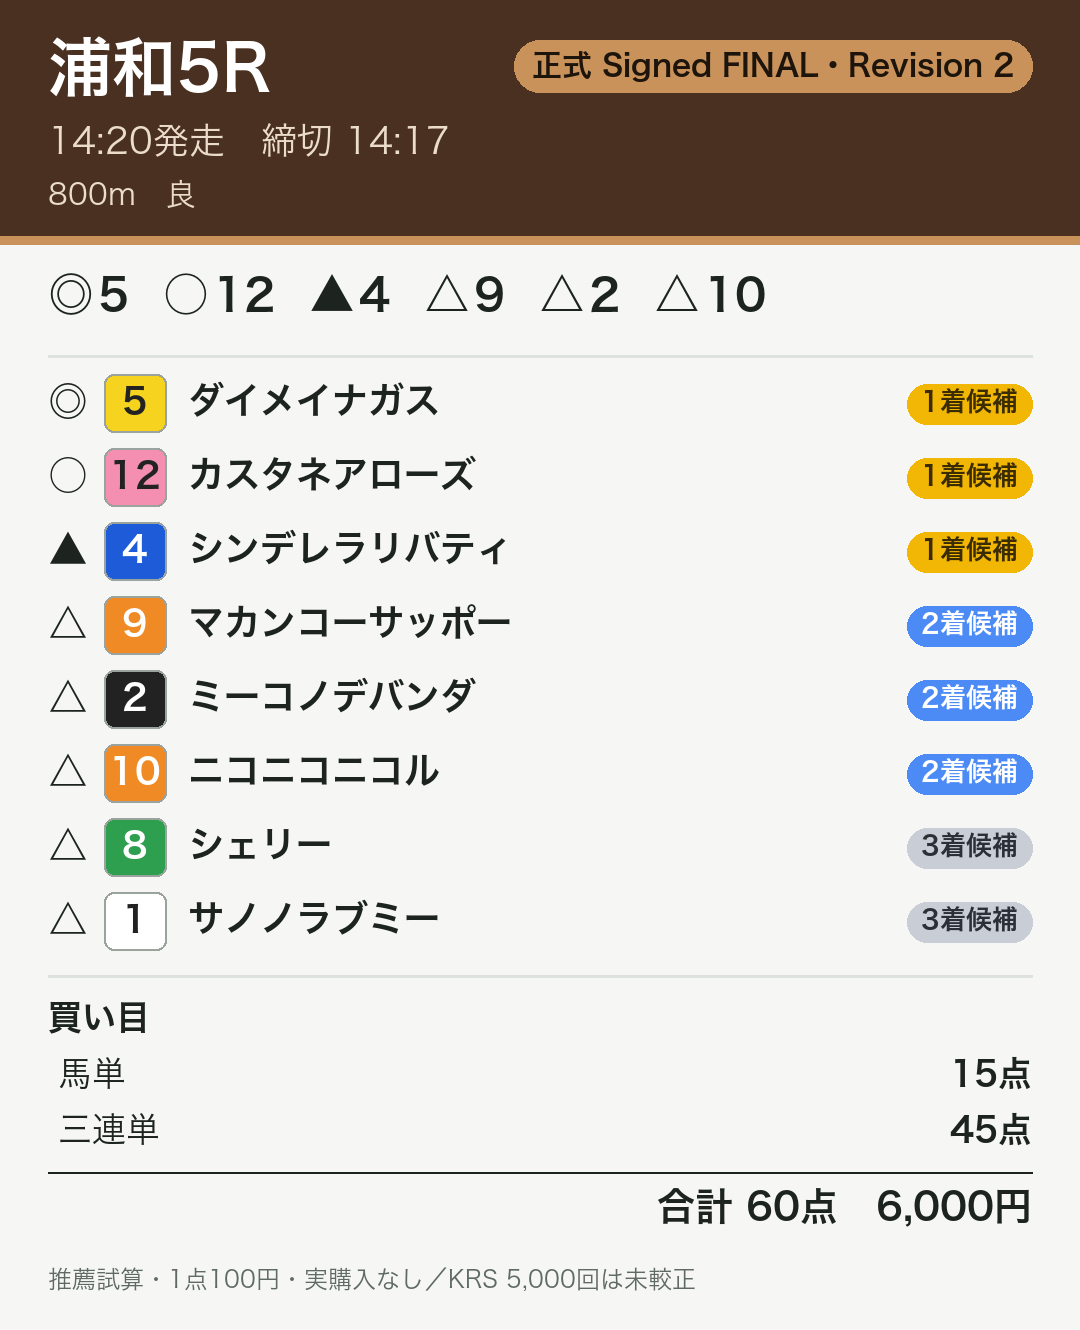 浦和5R
正式 Signed FINAL・Revision 2
14:20発走　締切 14:17
800m　良
◎5 ○12 ▲4 △9 △2 △10
◎ 5 ダイメイナガス 1着候補
○ 12 カスタネアローズ 1着候補
▲ 4 シンデレラリバティ 1着候補
△ 9 マカンコーサッポー 2着候補
△ 2 ミーコノデバンダ 2着候補
△ 10 ニコニコニコル 2着候補
△ 8 シェリー 3着候補
△ 1 サノノラブミー 3着候補
買い目
馬単 15点
三連単 45点
合計 60点　6,000円
推薦試算・1点100円・実購入なし／KRS 5,000回は未較正